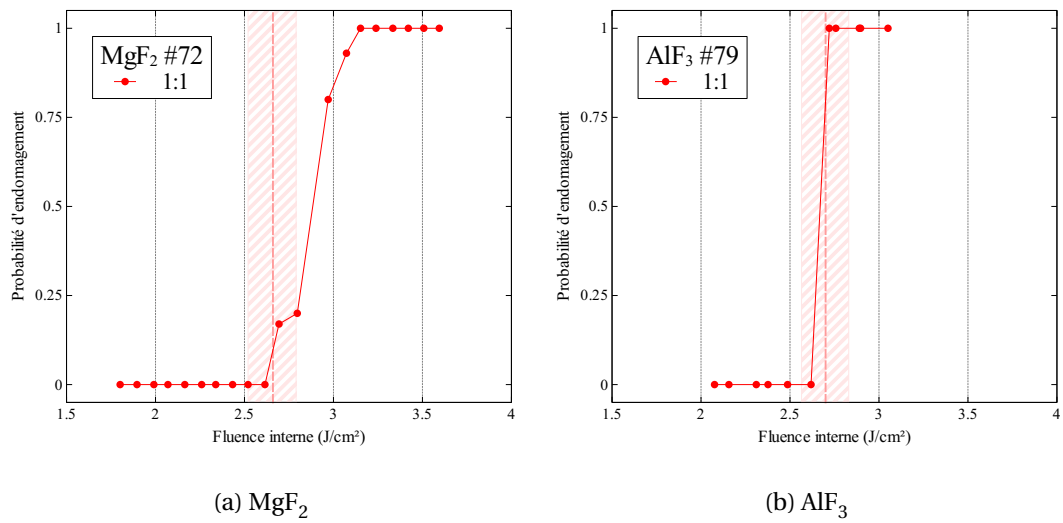 1
0.75
0.5
0.25
0
Probabilité d'endomagement
MgF₂ #72
1:1
1.5 2 2.5 3 3.5 4
Fluence interne (J/cm²)
(a) MgF₂
1
0.75
0.5
0.25
0
Probabilité d'endomagement
AlF₃ #79
1:1
1.5 2 2.5 3 3.5 4
Fluence interne (J/cm²)
(b) AlF₃